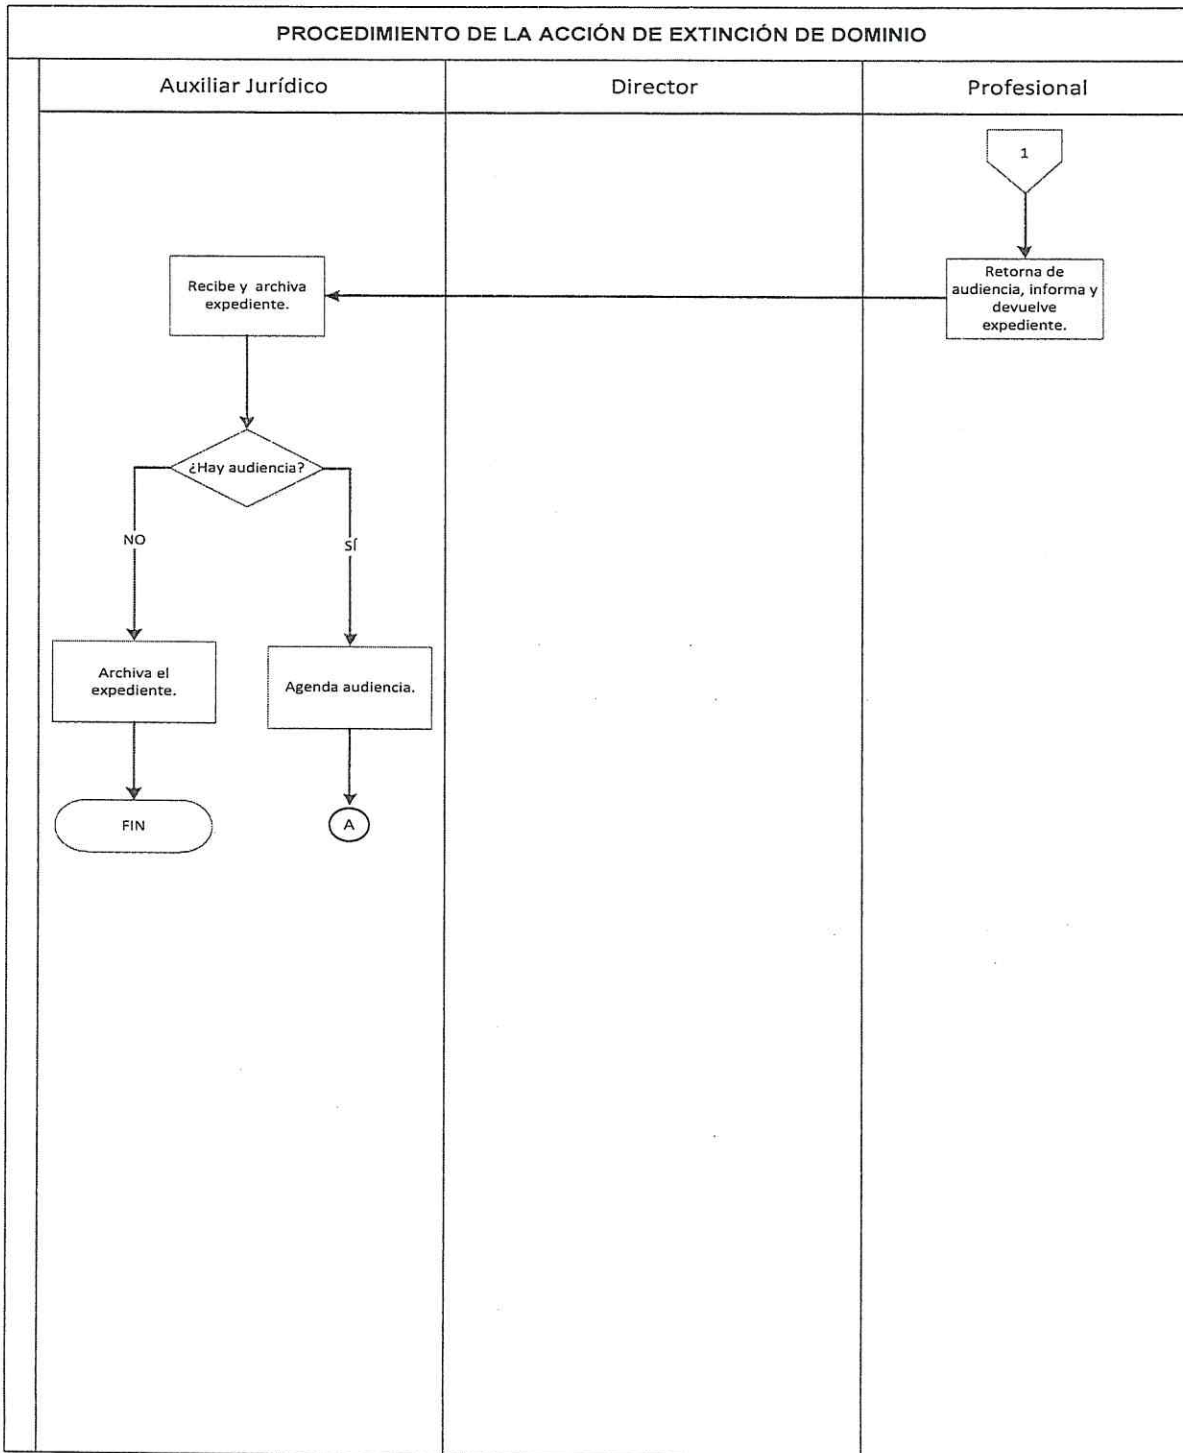 PROCEDIMIENTO DE LA ACCIÓN DE EXTINCIÓN DE DOMINIO
Auxiliar Jurídico
Director
Profesional
1
Retorna de
audiencia, informa y
devuelve
expediente.
Recibe y archiva
expediente.
¿Hay audiencia?
NO
SÍ
Archiva el
expediente.
Agenda audiencia.
FIN
A